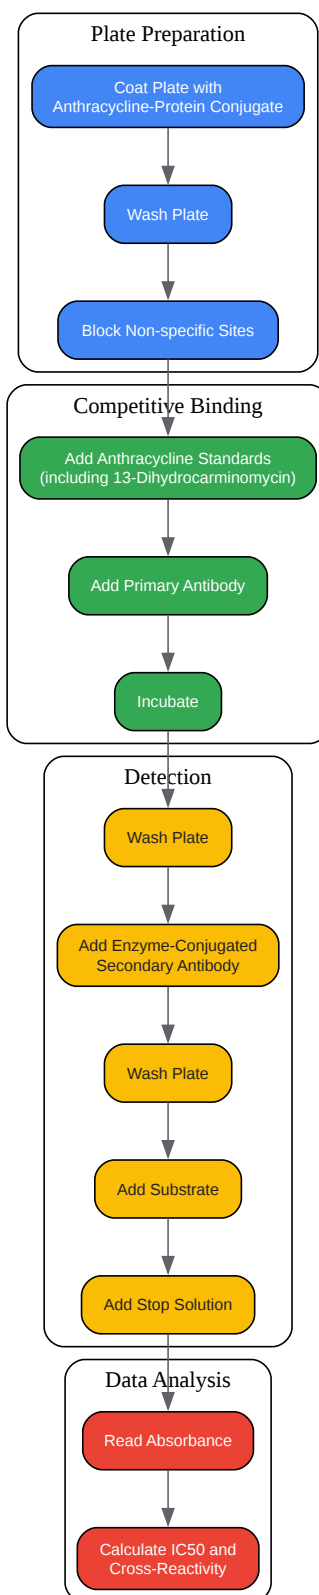 Plate Preparation
Coat Plate with
Anthracycline-Protein Conjugate
Wash Plate
Block Non-specific Sites
Competitive Binding
Add Anthracycline Standards
(including 13-Dihydrocarminomycin)
Add Primary Antibody
Incubate
Detection
Wash Plate
Add Enzyme-Conjugated
Secondary Antibody
Wash Plate
Add Substrate
Add Stop Solution
Data Analysis
Read Absorbance
Calculate IC50 and
Cross-Reactivity